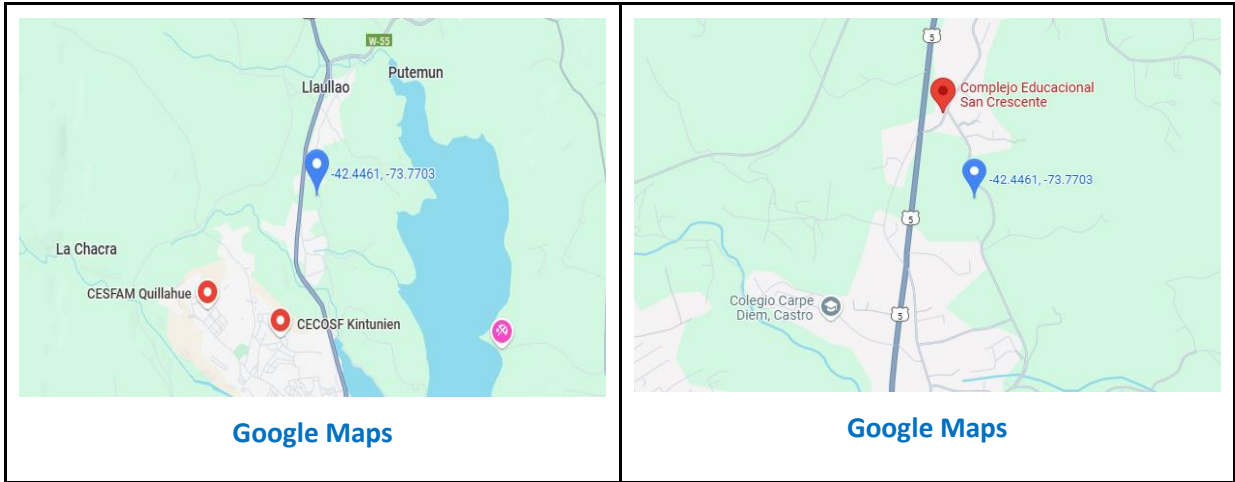 W-55
Putemun
Llaullao
-42.4461, -73.7703
La Chacra
CESFAM Quillahue
CECOSF Kintunien
Google Maps
5
Complejo Educacional
San Crescente
-42.4461, -73.7703
5
Colegio Carpe
Diem, Castro
5
Google Maps